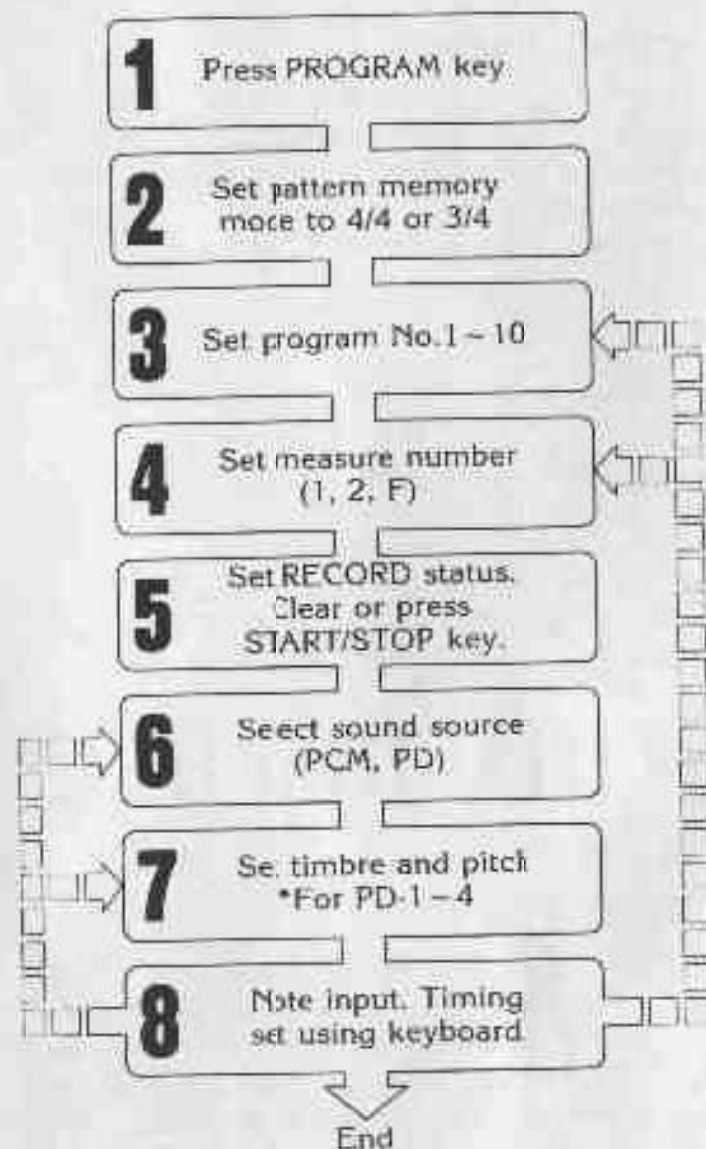 1
Press PROGRAM key
2
Set pattern memory
mode to 4/4 or 3/4
3
Set program No.1~10
4
Set measure number
(1, 2, F)
5
Set RECORD status.
Clear or press
START/STOP key.
6
Select sound source
(PCM, PD)
7
Set timbre and pitch
*For PD-1~4
8
Note input. Timing
set using keyboard
End